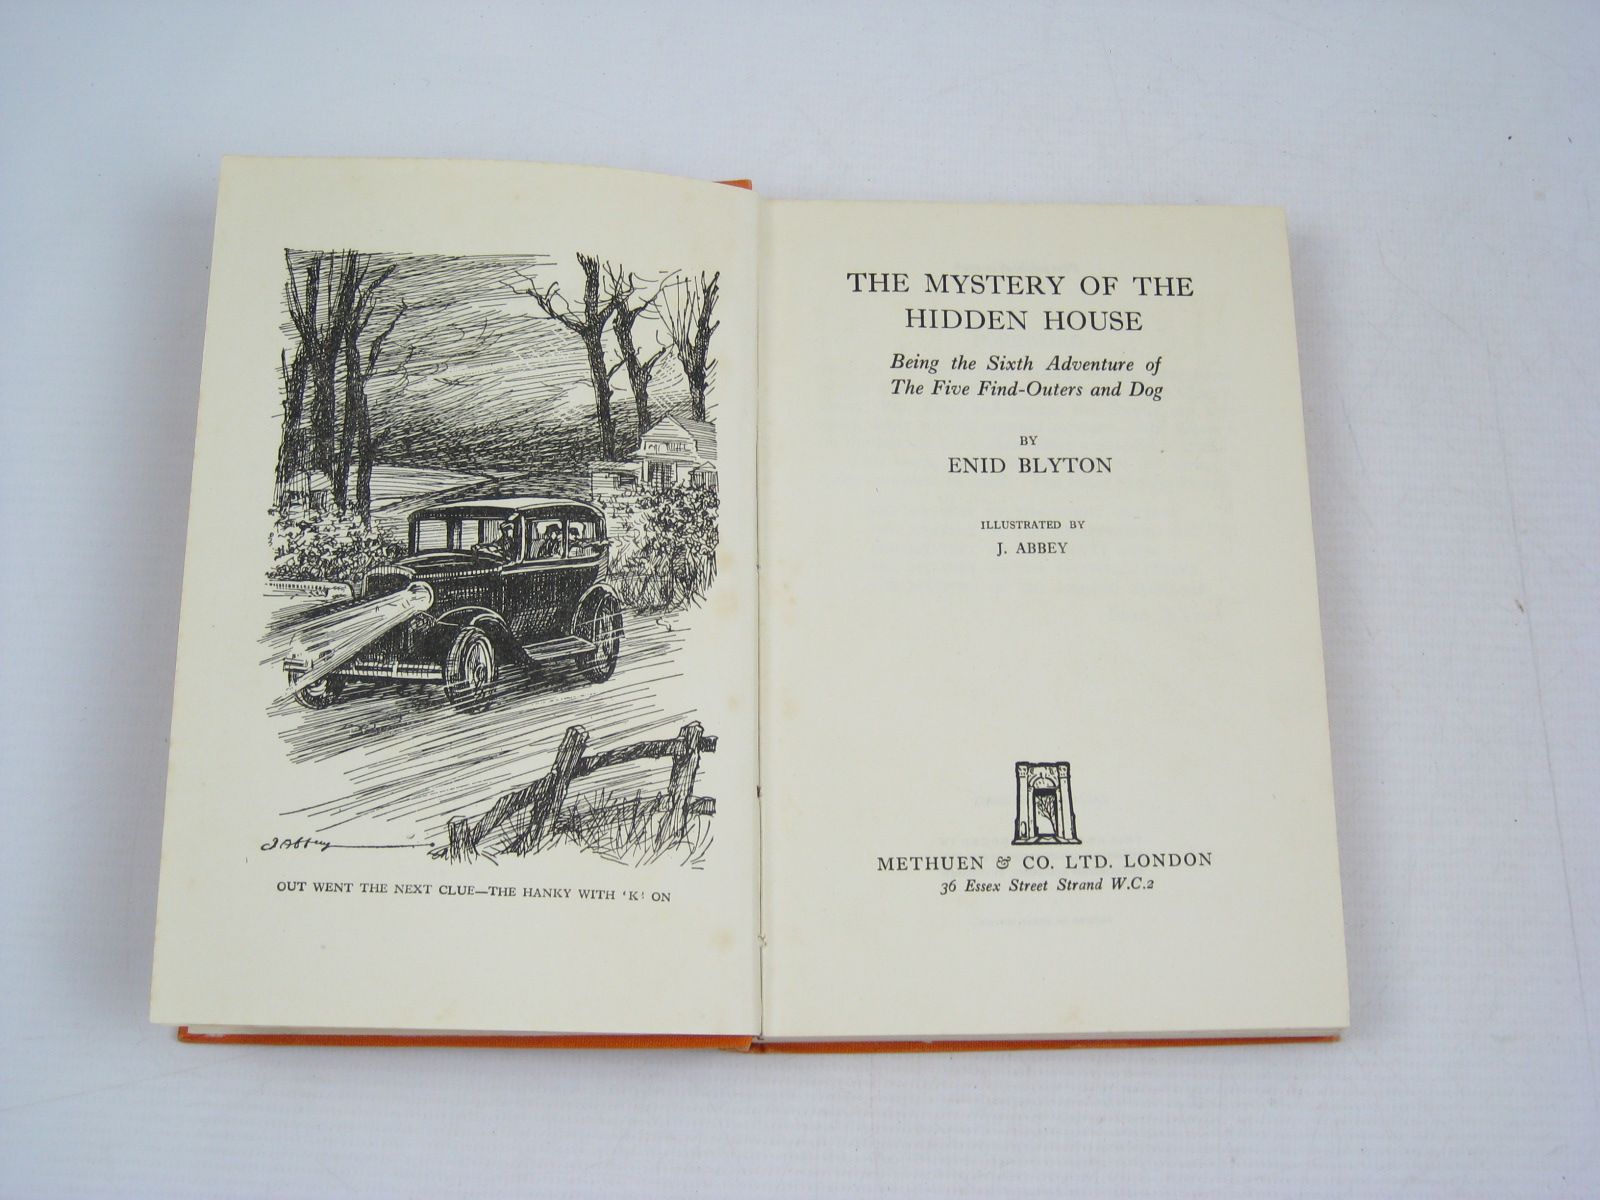 J Abbey
OUT WENT THE NEXT CLUE—THE HANKY WITH 'K' ON
THE MYSTERY OF THE
HIDDEN HOUSE
Being the Sixth Adventure of
The Five Find-Outers and Dog
BY
ENID BLYTON
ILLUSTRATED BY
J. ABBEY
METHUEN & CO. LTD. LONDON
36 Essex Street Strand W.C.2